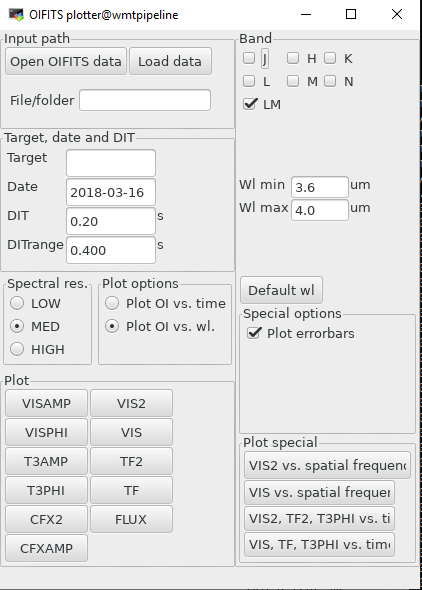 OIFITS plotter@wmtpipeline
Input path
Open OIFITS data
Load data
File/folder
Target, date and DIT
Target
Date 2018-03-16
DIT 0.20 s
DITrange 0.400 s
Spectral res.
LOW
MED
HIGH
Plot options
Plot OI vs. time
Plot OI vs. wl.
Plot
VISAMP VIS2
VISPHI VIS
T3AMP TF2
T3PHI TF
CFX2 FLUX
CFXAMP
Band
J H K
L M N
LM
Wl min 3.6 um
Wl max 4.0 um
Default wl
Special options
Plot errorbars
Plot special
VIS2 vs. spatial frequenc
VIS vs. spatial frequen
VIS2, TF2, T3PHI vs. ti
VIS, TF, T3PHI vs. time